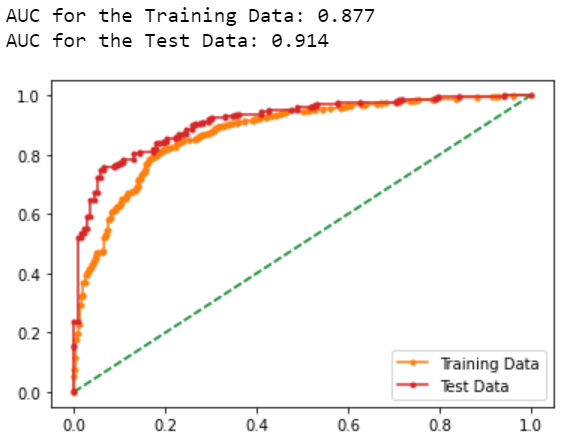 AUC for the Training Data: 0.877
AUC for the Test Data: 0.914
1.0
0.8
0.6
0.4
0.2
0.0
Training Data
Test Data
0.0 0.2 0.4 0.6 0.8 1.0